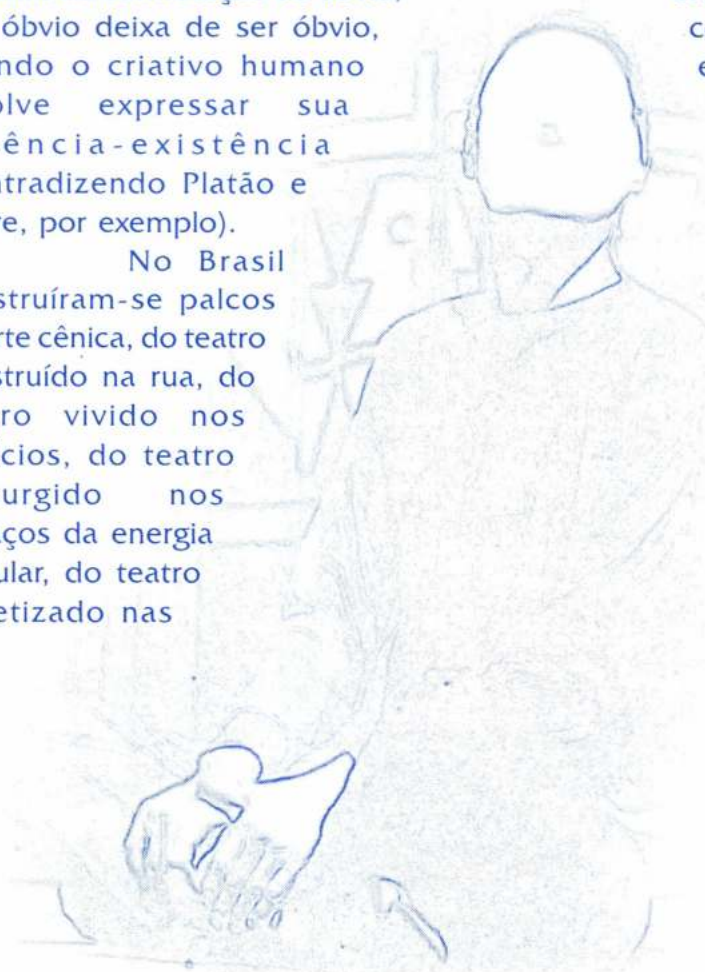 óbvio deixa de ser óbvio,
ndo o criativo humano
olve expressar sua
ência-existência
ntradizendo Platão e
re, por exemplo).
No Brasil
struíram-se palcos
rte cênica, do teatro
struído na rua, do
ro vivido nos
cios, do teatro
urgido nos
ços da energia
ular, do teatro
etizado nas